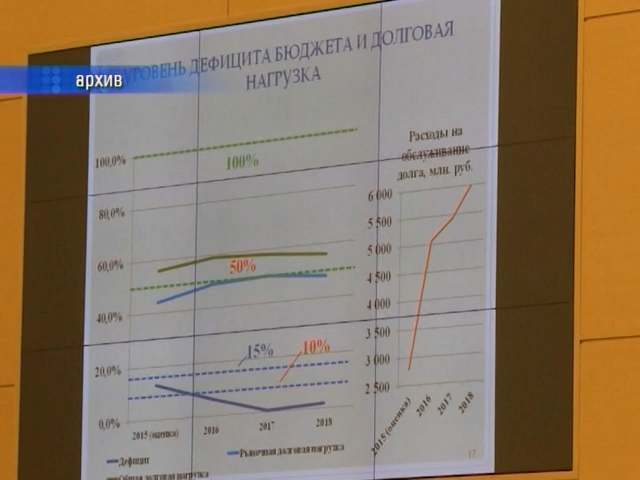 архив
УРОВЕНЬ ДЕФИЦИТА БЮДЖЕТА И ДОЛГОВАЯ
НАГРУЗКА
100,0%
80,0%
60,0%
40,0%
20,0%
0,0%
100%
50%
15%
10%
2015 (оценка)
2016
2017
2018
Дефицит
Рыночная долговая нагрузка
Общая долговая нагрузка
Расходы на
обслуживание
долга, млн. руб.
6 000
5 500
5 000
4 500
4 000
3 500
3 000
2 500
2015 (оценка)
2016
2017
2018
17